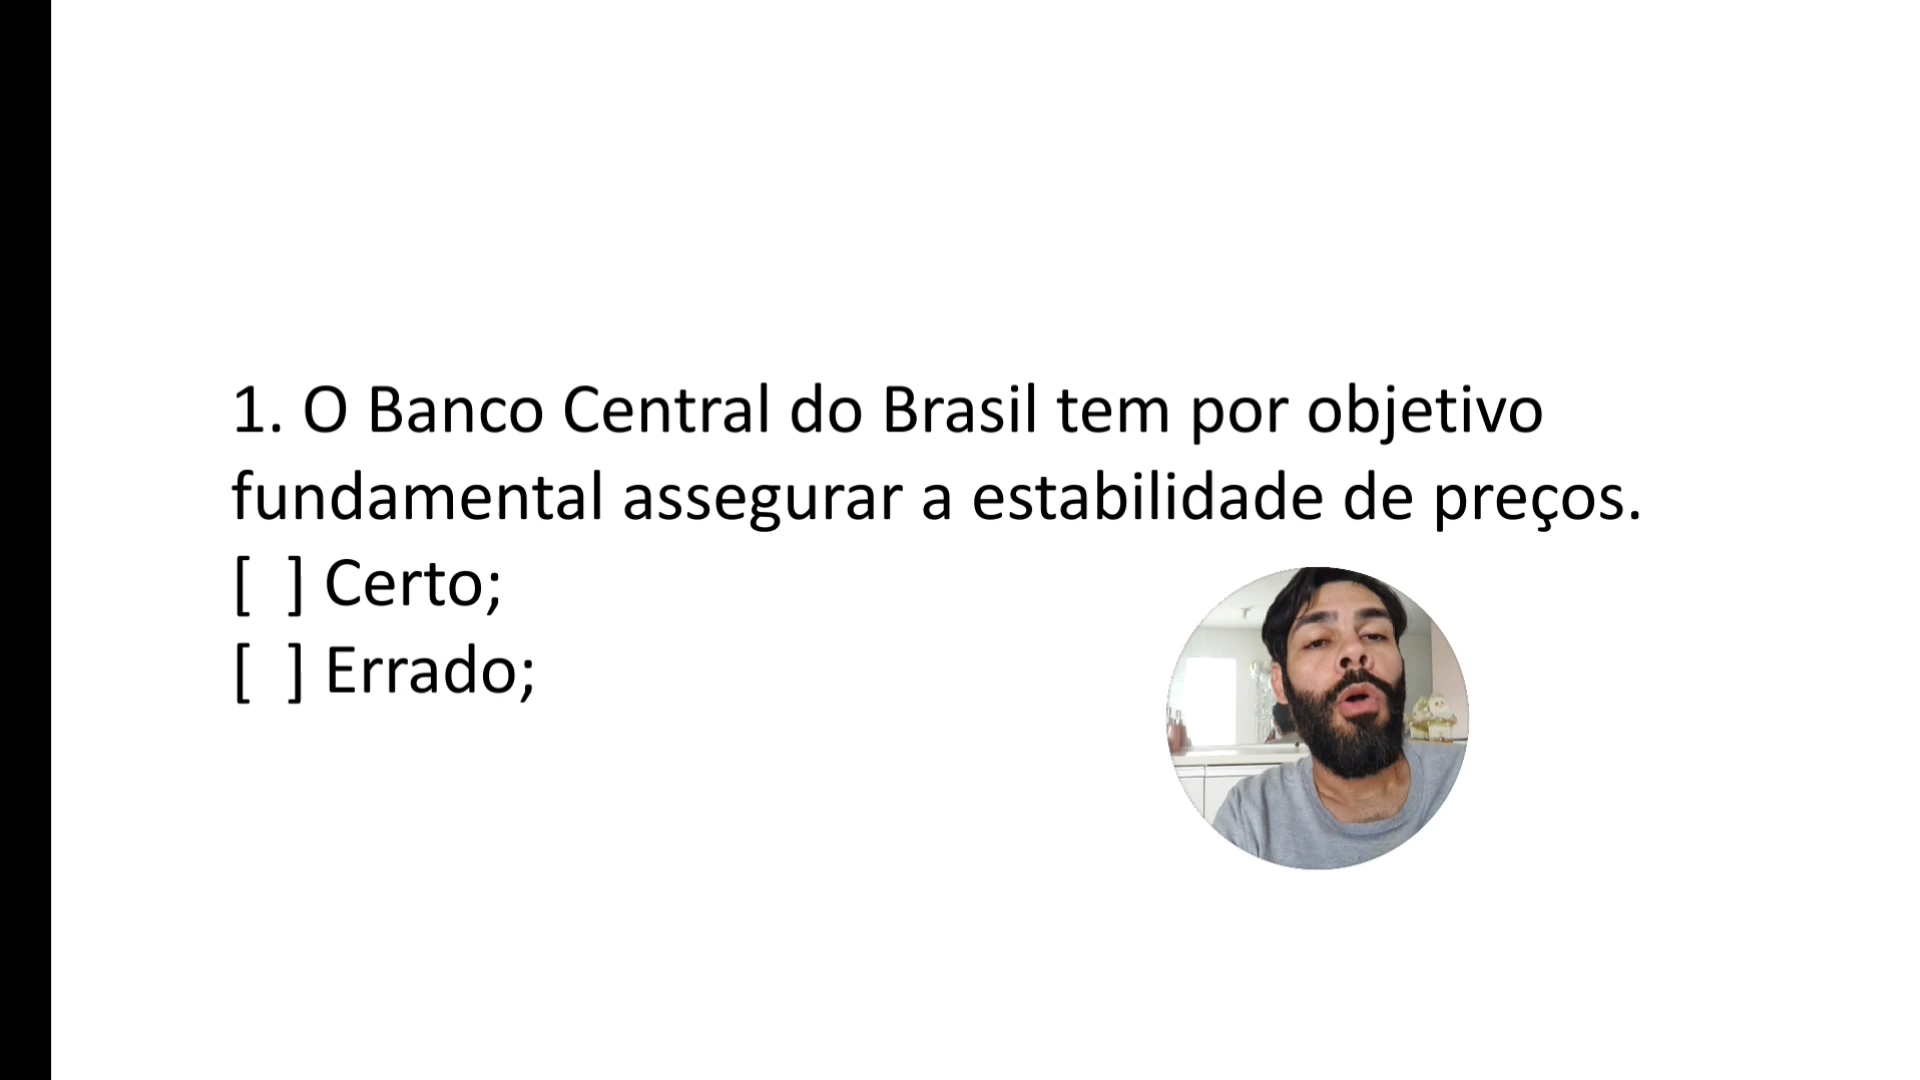 1. O Banco Central do Brasil tem por objetivo
fundamental assegurar a estabilidade de preços.
[  ] Certo;
[  ] Errado;